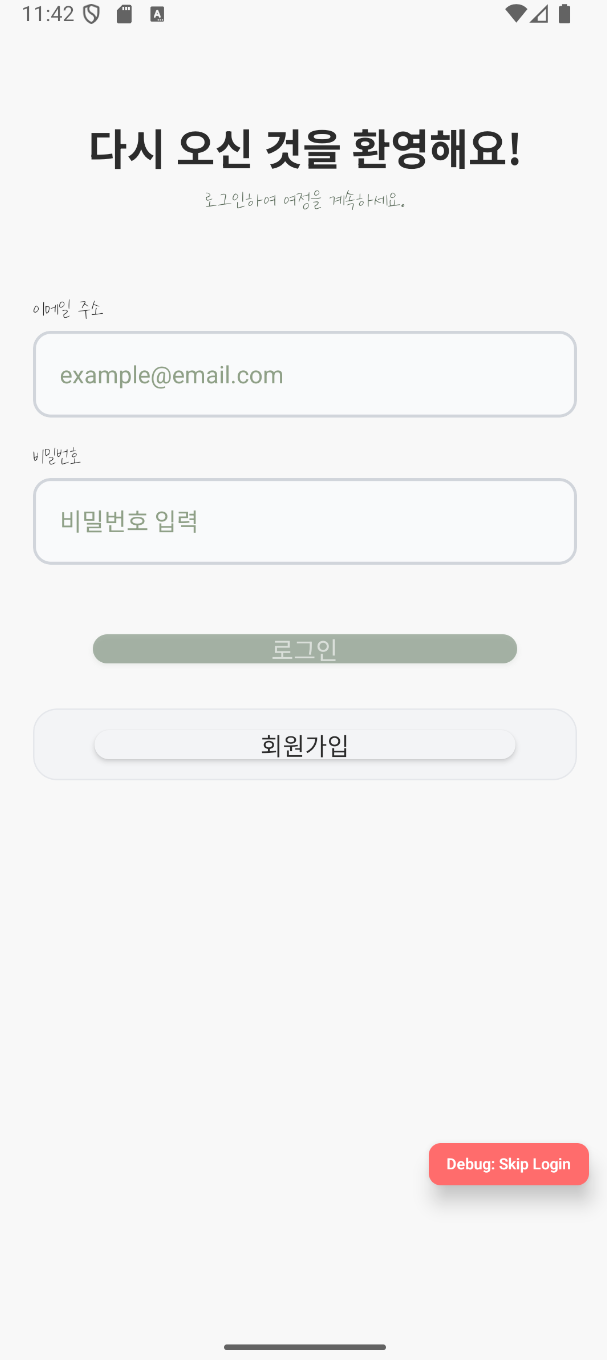 11:42
다시 오신 것을 환영해요!
로그인하여 여정을 계속하세요.
이메일 주소
example@email.com
비밀번호
비밀번호 입력
로그인
회원가입
Debug: Skip Login